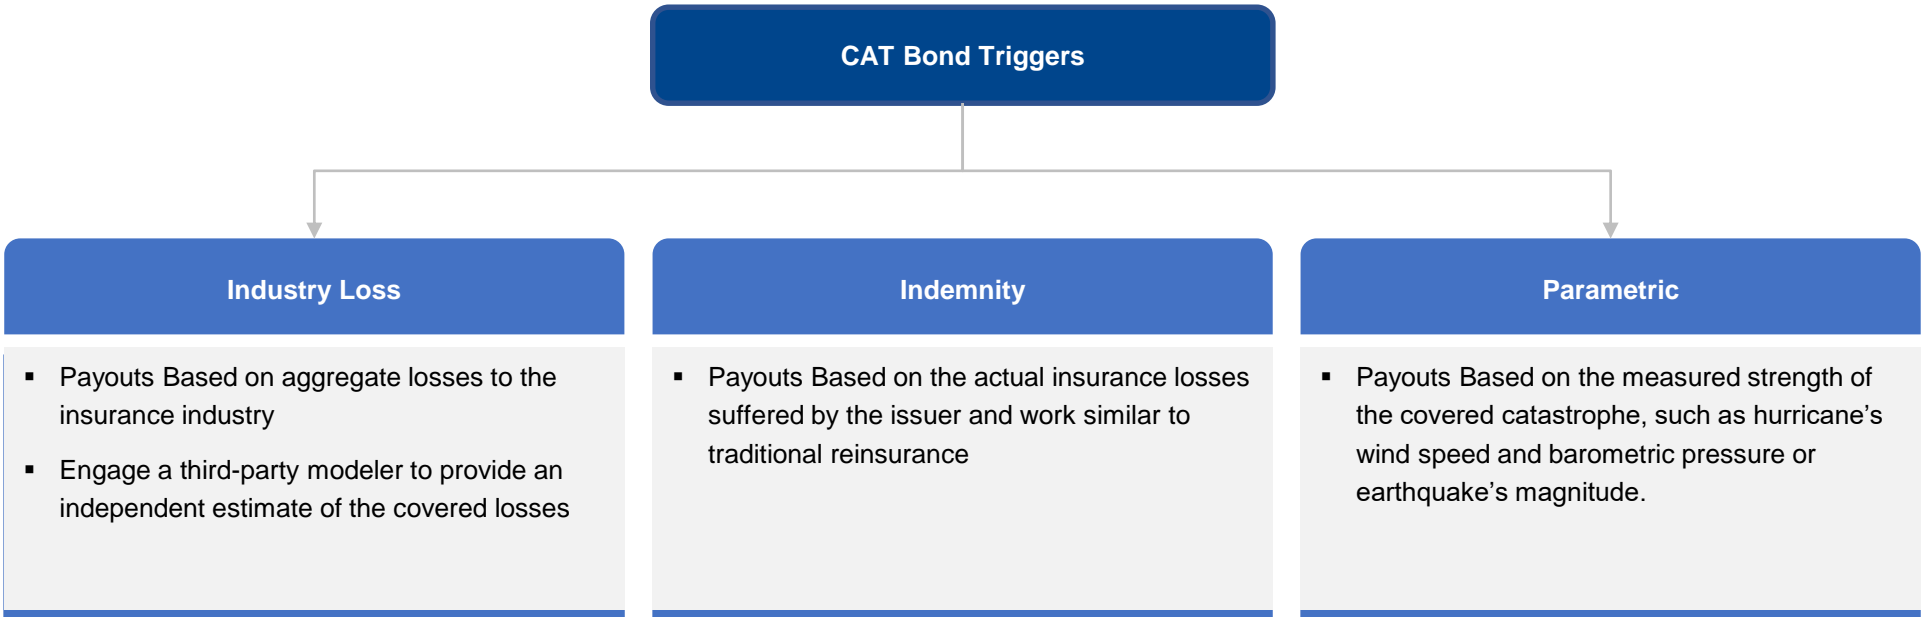 CAT Bond Triggers
Industry Loss
▪ Payouts Based on aggregate losses to the
insurance industry
▪ Engage a third-party modeler to provide an
independent estimate of the covered losses
Indemnity
▪ Payouts Based on the actual insurance losses
suffered by the issuer and work similar to
traditional reinsurance
Parametric
▪ Payouts Based on the measured strength of
the covered catastrophe, such as hurricane’s
wind speed and barometric pressure or
earthquake’s magnitude.